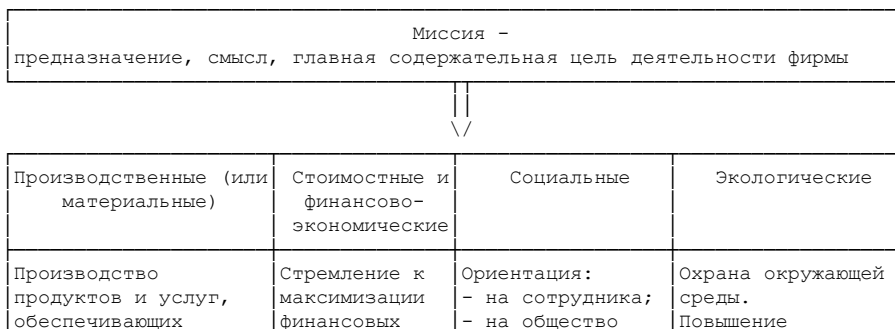 Миссия -
предназначение, смысл, главная содержательная цель деятельности фирмы
Производственные (или материальные)
Стоимостные и финансово-экономические
Социальные
Экологические
Производство
продуктов и услуг,
обеспечивающих
Стремление к
максимизации
финансовых
Ориентация:
- на сотрудника;
- на общество
Охрана окружающей
среды.
Повышение